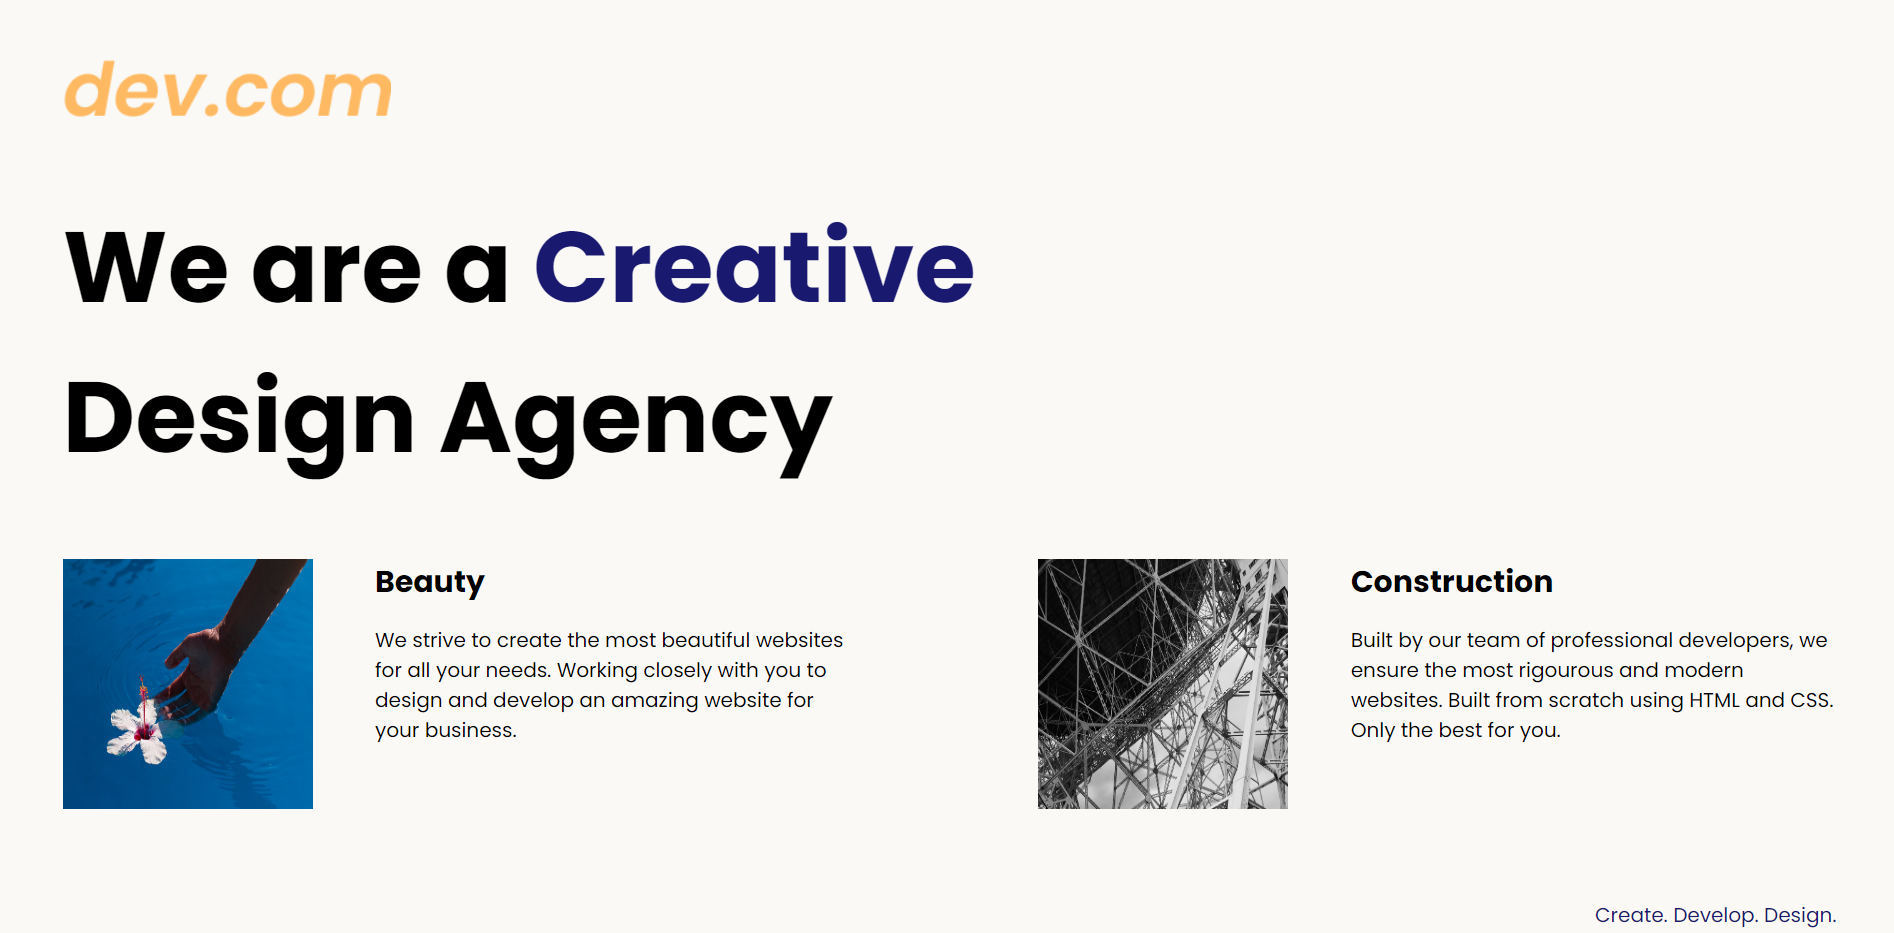 dev.com
We are a Creative
Design Agency
Beauty
We strive to create the most beautiful websites
for all your needs. Working closely with you to
design and develop an amazing website for
your business.
Construction
Built by our team of professional developers, we
ensure the most rigourous and modern
websites. Built from scratch using HTML and CSS.
Only the best for you.
Create. Develop. Design.